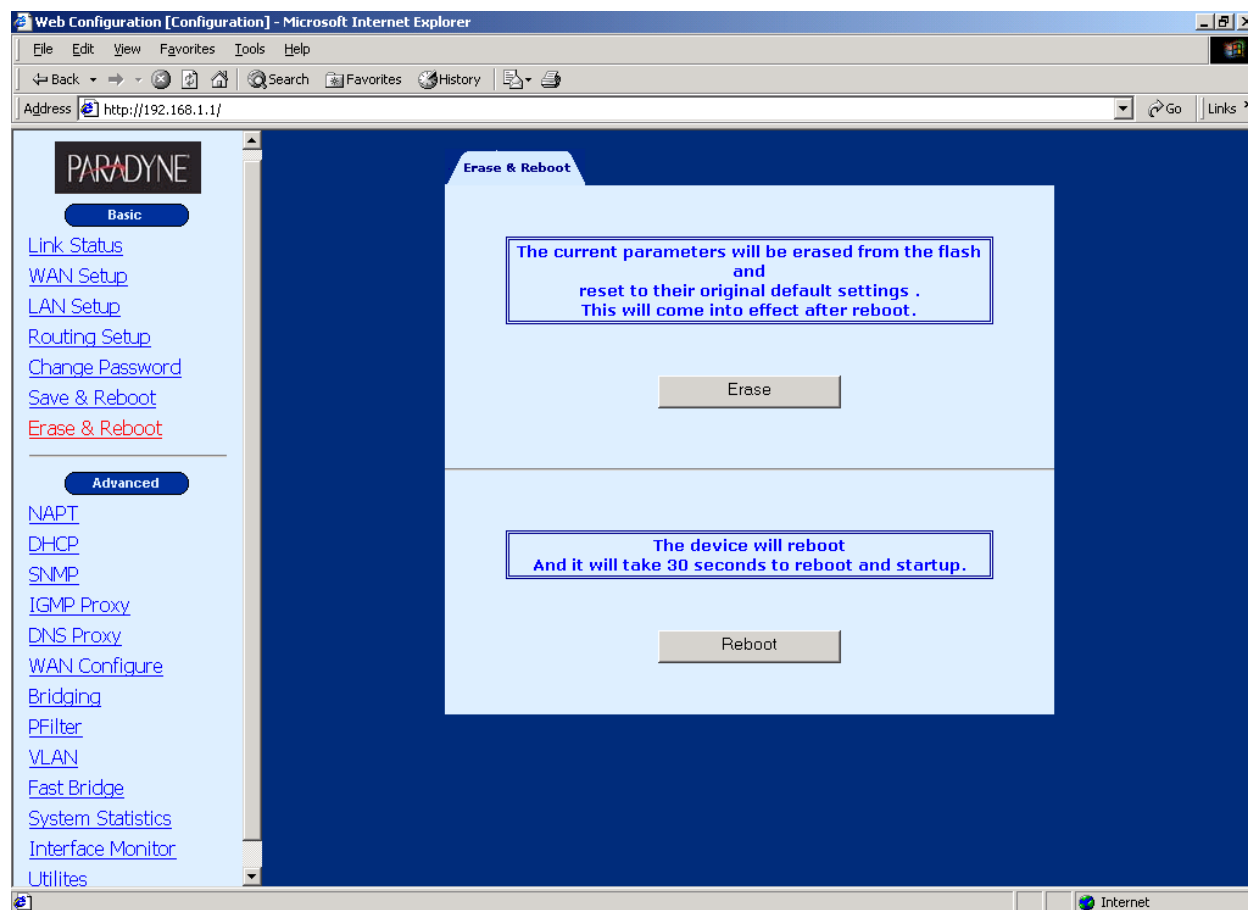 Web Configuration [Configuration] - Microsoft Internet Explorer
File Edit View Favorites Tools Help
Back Search Favorites History
Address http://192.168.1.1/ Go Links
PARADYNE
Basic
Link Status
WAN Setup
LAN Setup
Routing Setup
Change Password
Save & Reboot
Erase & Reboot
Advanced
NAPT
DHCP
SNMP
IGMP Proxy
DNS Proxy
WAN Configure
Bridging
PFilter
VLAN
Fast Bridge
System Statistics
Interface Monitor
Utilites
Erase & Reboot
The current parameters will be erased from the flash
and
reset to their original default settings .
This will come into effect after reboot.
Erase
The device will reboot
And it will take 30 seconds to reboot and startup.
Reboot
Internet